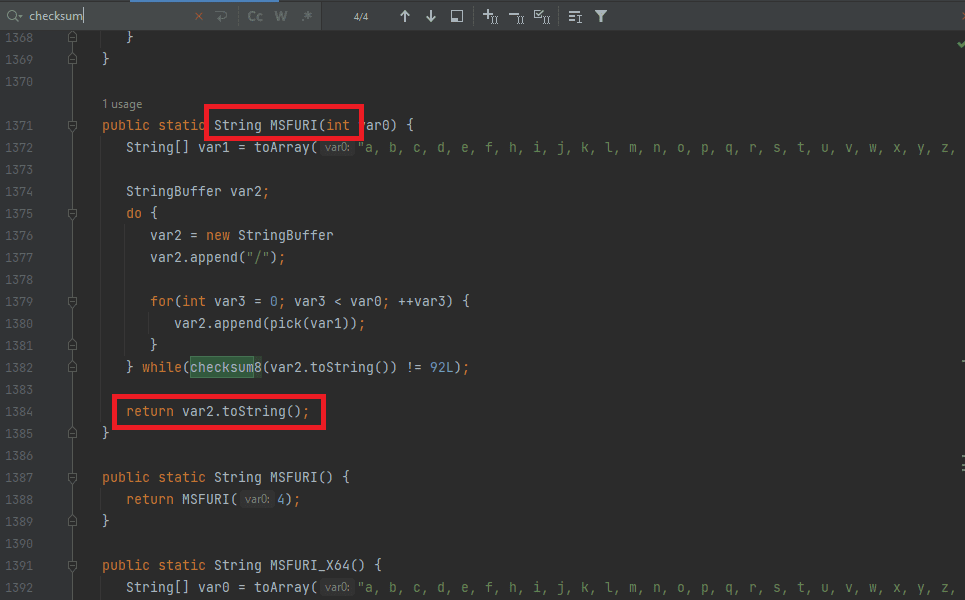 checksum × Cc W .* 4/4
1368 }
1369 }
1370
1 usage
1371 public static String MSFURI(int var0) {
1372 String[] var1 = toArray( var0: "a, b, c, d, e, f, h, i, j, k, l, m, n, o, p, q, r, s, t, u, v, w, x, y, z,
1373
1374 StringBuffer var2;
1375 do {
1376 var2 = new StringBuffer
1377 var2.append("/");
1378
1379 for(int var3 = 0; var3 < var0; ++var3) {
1380 var2.append(pick(var1));
1381 }
1382 } while(checksum8(var2.toString()) != 92L);
1383
1384 return var2.toString();
1385 }
1386
1387 public static String MSFURI() {
1388 return MSFURI( var0: 4);
1389 }
1390
1391 public static String MSFURI_X64() {
1392 String[] var0 = toArray( var0: "a, b, c, d, e, f, h, i, j, k, l, m, n, o, p, q, r, s, t, u, v, w, x, y, z,